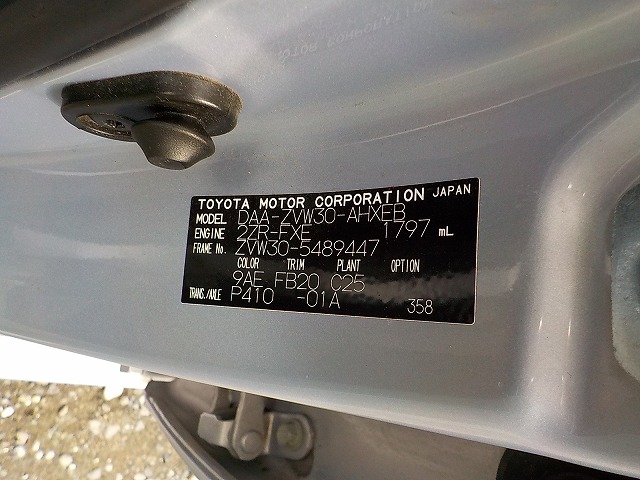 TOYOTA MOTOR CORPORATION JAPAN
MODEL DAA-ZVW30-AHXEB
ENGINE 2ZR-FXE 1797 mL
FRAME No. ZVW30-5489447
COLOR TRIM PLANT OPTION
9AE FB20 C25
TRANS./AXLE P410 -01A 358